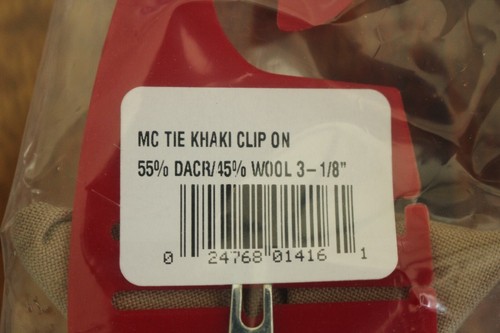 MC TIE KHAKI CLIP ON
55% DACR/45% WOOL 3-1/8"
0 24768 01416 1